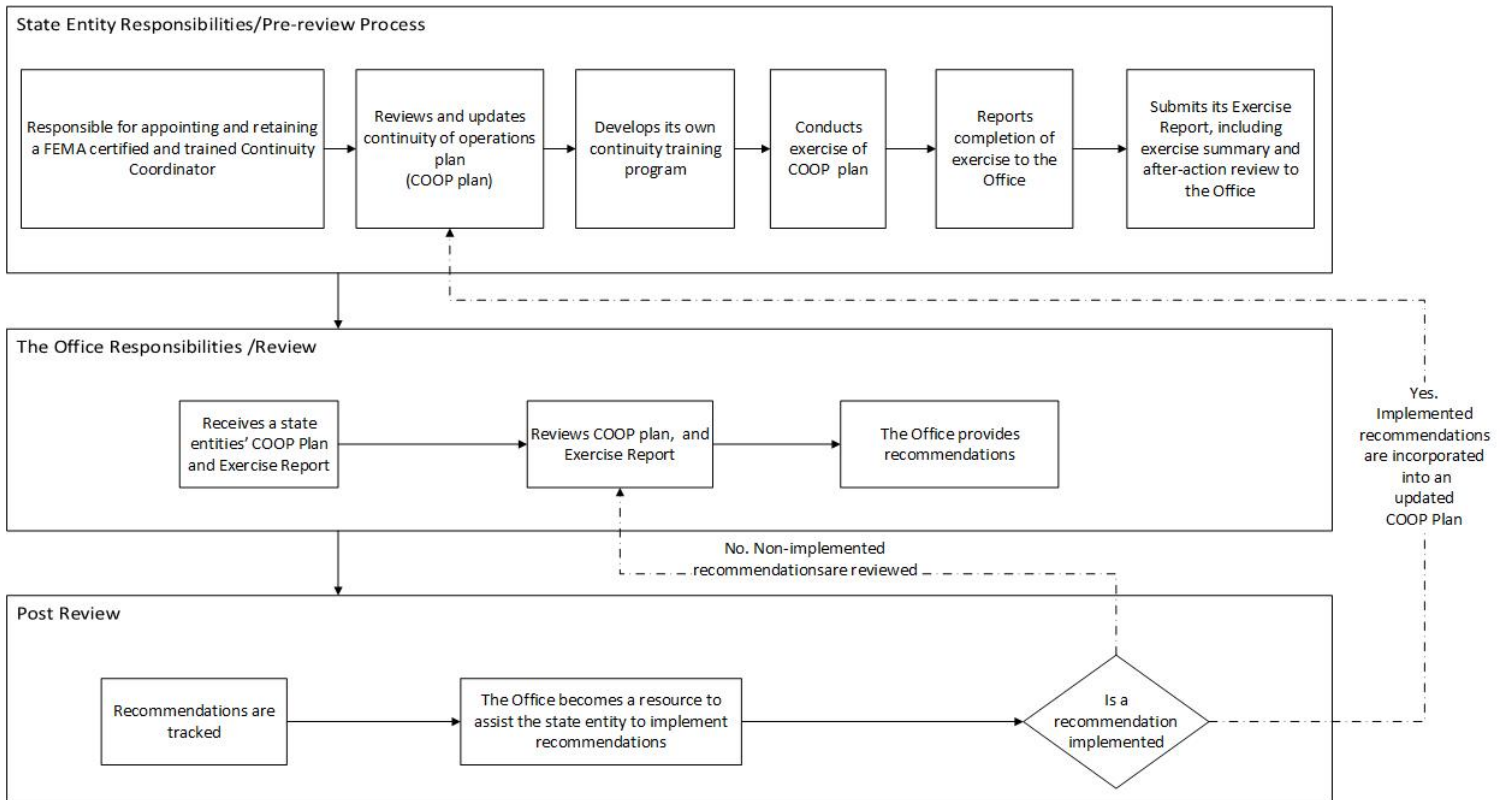 State Entity Responsibilities/Pre-review Process
Responsible for appointing and retaining
a FEMA certified and trained Continuity
Coordinator
Reviews and updates
continuity of operations
plan
(COOP plan)
Develops its own
continuity training
program
Conducts
exercise of
COOP plan
Reports
completion of
exercise to the
Office
Submits its Exercise
Report, including
exercise summary and
after-action review to
the Office
The Office Responsibilities /Review
Receives a state
entities’ COOP Plan
and Exercise Report
Reviews COOP plan, and
Exercise Report
The Office provides
recommendations
Yes.
Implemented
recommendations
are incorporated
into an
updated
COOP Plan
No. Non-implemented
recommendationsare reviewed
Post Review
Recommendations are
tracked
The Office becomes a resource to
assist the state entity to implement
recommendations
Is a
recommendation
implemented